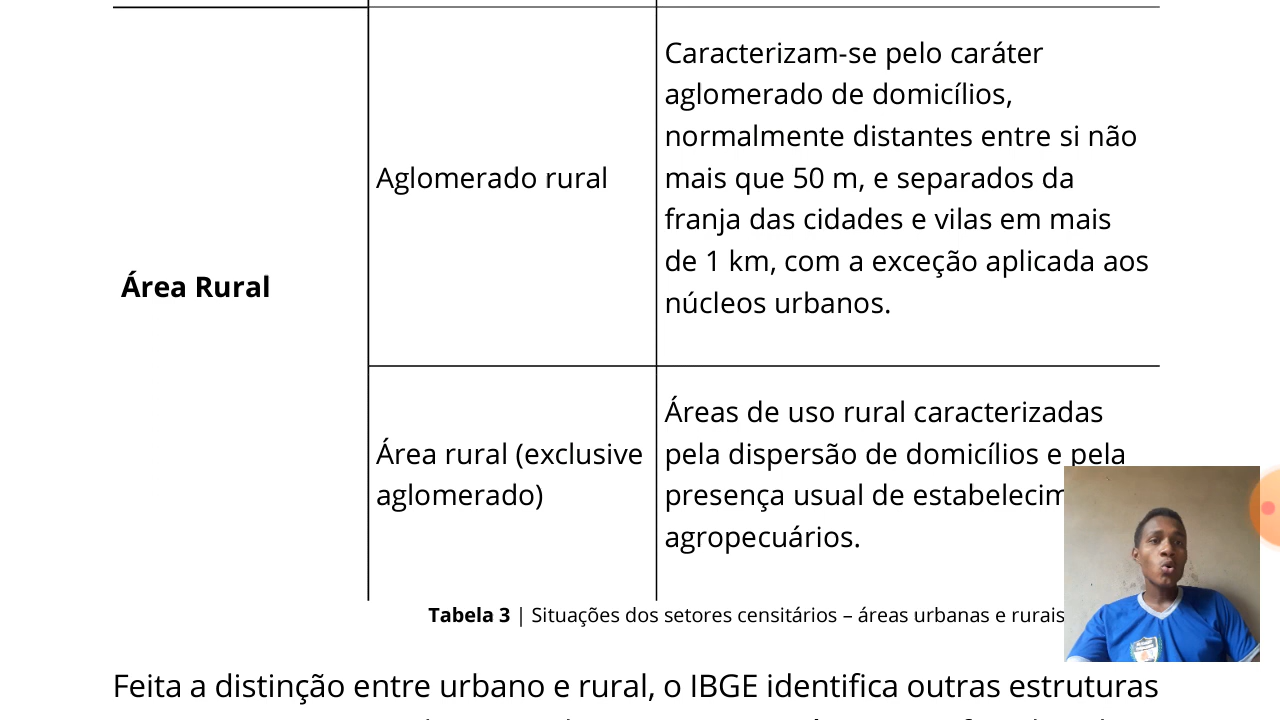 Caracterizam-se pelo caráter
aglomerado de domicílios,
normalmente distantes entre si não
mais que 50 m, e separados da
franja das cidades e vilas em mais
de 1 km, com a exceção aplicada aos
núcleos urbanos.
Aglomerado rural
Área Rural
Área rural (exclusive
aglomerado)
Áreas de uso rural caracterizadas
pela dispersão de domicílios e pela
presença usual de
agropecuários.
Tabela 3 | Situações dos setores censitários – áreas urbanas e rurais
Feita a distinção entre urbano e rural, o IBGE identifica outras estruturas